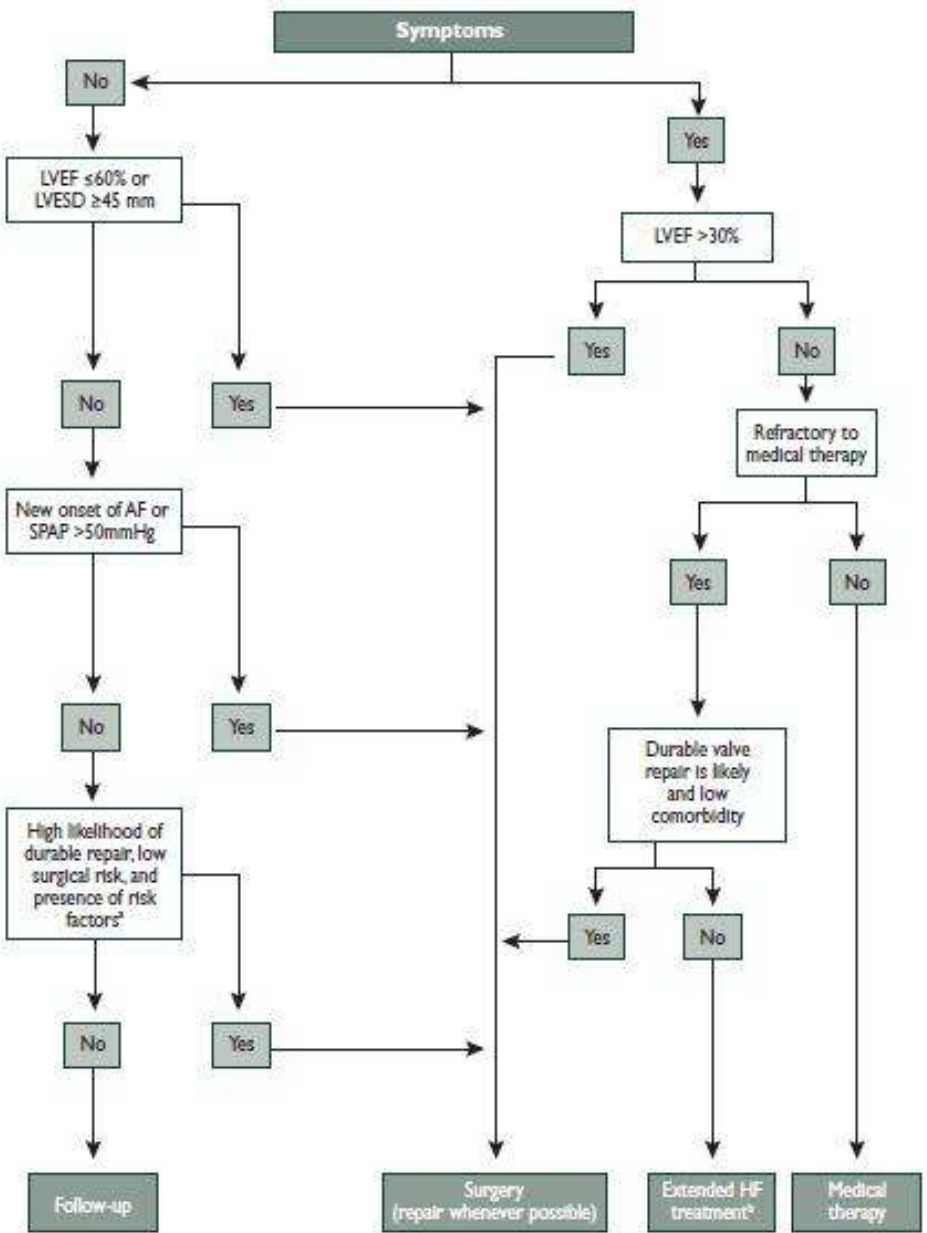 Symptoms
No
Yes
LVEF ≤60% or
LVESD ≥45 mm
LVEF >30%
Yes
No
No
Yes
Refractory to
medical therapy
New onset of AF or
SPAP >50mmHg
Yes
No
No
Yes
Durable valve
repair is likely
and low
comorbidity
High likelihood of
durable repair, low
surgical risk, and
presence of risk
factorsᵃ
Yes
No
No
Yes
Follow-up
Surgery
(repair whenever possible)
Extended HF
treatmentᵇ
Medical
therapy